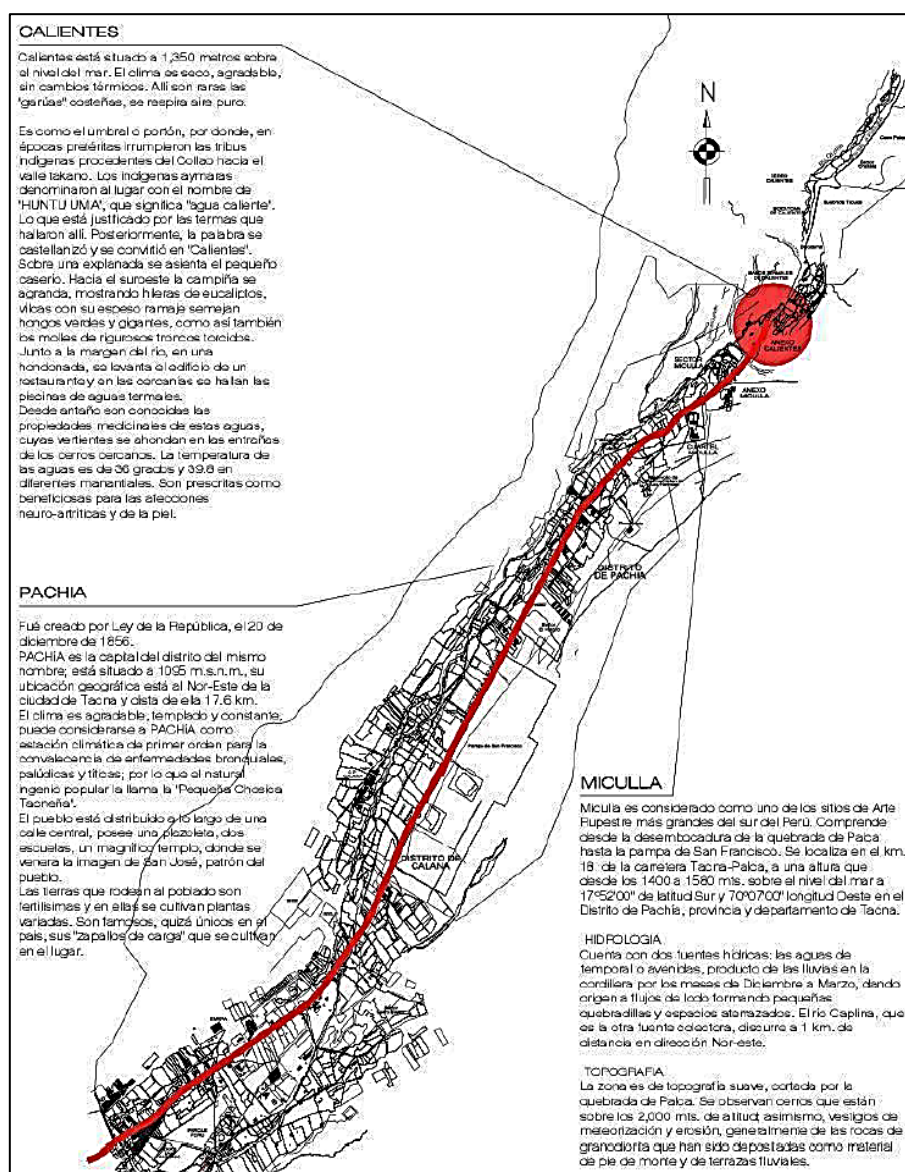 CALIENTES
Calientes está situado a 1,350 metros sobre
el nivel del mar. El clima es seco, agradable,
sin cambios térmicos. Allí son raras las
"garúas" costeñas, se respira aire puro.
Es como el umbral o portón, por donde, en
épocas pretéritas irrumpieron las tribus
indígenas procedentes del Collao hacia el
valle takano. Los indígenas aymaras
denominaron al lugar con el nombre de
"HUNTU UMA", que significa "agua caliente".
Lo que está justificado por las termas que
hallaron allí. Posteriormente, la palabra se
castellanizó y se convirtió en "Calientes".
Sobre una explanada se asienta el pequeño
caserío. Hacia el suroeste la campiña se
agranda, mostrando hileras de eucaliptos,
vilcas con su espeso ramaje semejan
hongos verdes y gigantes, como así también
los molles de rigurosos troncos torcidos.
Junto a la margen del río, en una
hondonada, se levanta el edificio de un
restaurante y en las cercanías se hallan las
piscinas de aguas termales.
Desde antaño son conocidas las
propiedades medicinales de estas aguas,
cuyas vertientes se ahondan en las entrañas
de los cerros cercanos. La temperatura de
las aguas es de 36 grados y 39.8 en
diferentes manantiales. Son prescritas como
beneficiosas para las afecciones
neuro-artríticas y de la piel.
N
BAÑOS TERMALES
DE CALIENTES
ANEXO
CALIENTES
SECTOR
MICULLA
ANEXO
MICULLA
CUARTEL
MICULLA
DISTRITO
DE PACHIA
Pampa de San Francisco
DISTRITO DE
CALANA
PARQUE
PERU
PACHIA
Fué creado por Ley de la República, el 20 de
diciembre de 1856.
PACHÍA es la capital del distrito del mismo
nombre; está situado a 1095 m.s.n.m., su
ubicación geográfica está al Nor-Este de la
ciudad de Tacna y dista de ella 17.6 km.
El clima es agradable, templado y constante,
puede considerarse a PACHÍA como
estación climática de primer orden para la
convalecencia de enfermedades bronquiales,
palúdicas y tíficas; por lo que el natural
ingenio popular la llama la "Pequeña Chosica
Tacneña".
El pueblo está distribuido a lo largo de una
calle central, posee una plazoleta, dos
escuelas, un magnífico templo, donde se
venera la imagen de San José, patrón del
pueblo.
Las tierras que rodean al poblado son
fertilísimas y en ellas se cultivan plantas
variadas. Son famosos, quizá únicos en el
país, sus "zapallos de carga" que se cultivan
en el lugar.
MICULLA
Miculla es considerado como uno de los sitios de Arte
Rupestre más grandes del sur del Perú. Comprende
desde la desembocadura de la quebrada de Palca
hasta la pampa de San Francisco. Se localiza en el km.
18 de la carretera Tacna-Palca, a una altura que
desde los 1400 a 1580 mts. sobre el nivel del mar a
17°52'00" de latitud Sur y 70°07'00" longitud Oeste en el
Distrito de Pachía, provincia y departamento de Tacna.
HIDROLOGIA
Cuenta con dos fuentes hídricas: las aguas de
temporal o avenidas, producto de las lluvias en la
cordillera por los meses de Diciembre a Marzo, dando
origen a flujos de lodo formando pequeñas
quebradillas y espacios aterrazados. El río Caplina, que
es la otra fuente colectora, discurre a 1 km. de
distancia en dirección Nor-este.
TOPOGRAFIA
La zona es de topografía suave, cortada por la
quebrada de Palca. Se observan cerros que están
sobre los 2,000 mts. de altitud; asimismo, vestigios de
meteorización y erosión, generalmente de las rocas de
granodiorita que han sido depositadas como material
de pie de monte y de terrazas fluviales.